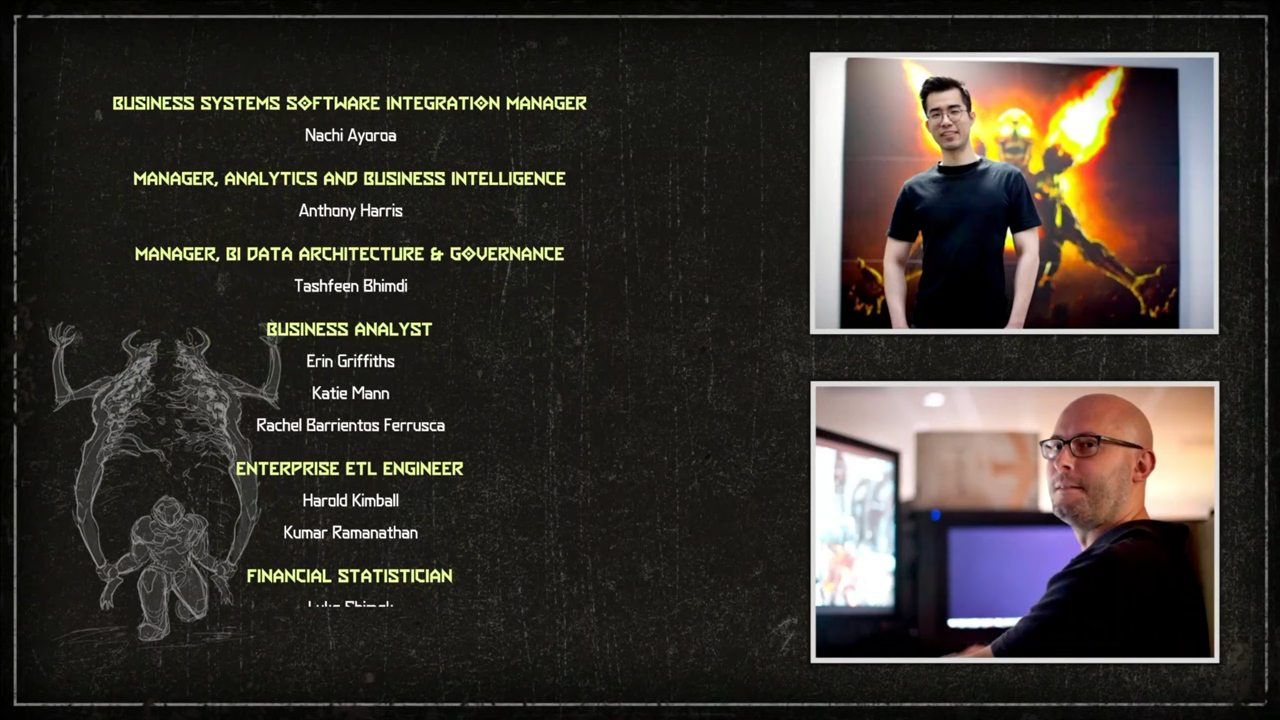 BUSINESS SYSTEMS SOFTWARE INTEGRATION MANAGER
Nachi Ayoroa
MANAGER, ANALYTICS AND BUSINESS INTELLIGENCE
Anthony Harris
MANAGER, BI DATA ARCHITECTURE & GOVERNANCE
Tashfeen Bhimdi
BUSINESS ANALYST
Erin Griffiths
Katie Mann
Rachel Barrientos Ferrusca
ENTERPRISE ETL ENGINEER
Harold Kimball
Kumar Ramanathan
FINANCIAL STATISTICIAN